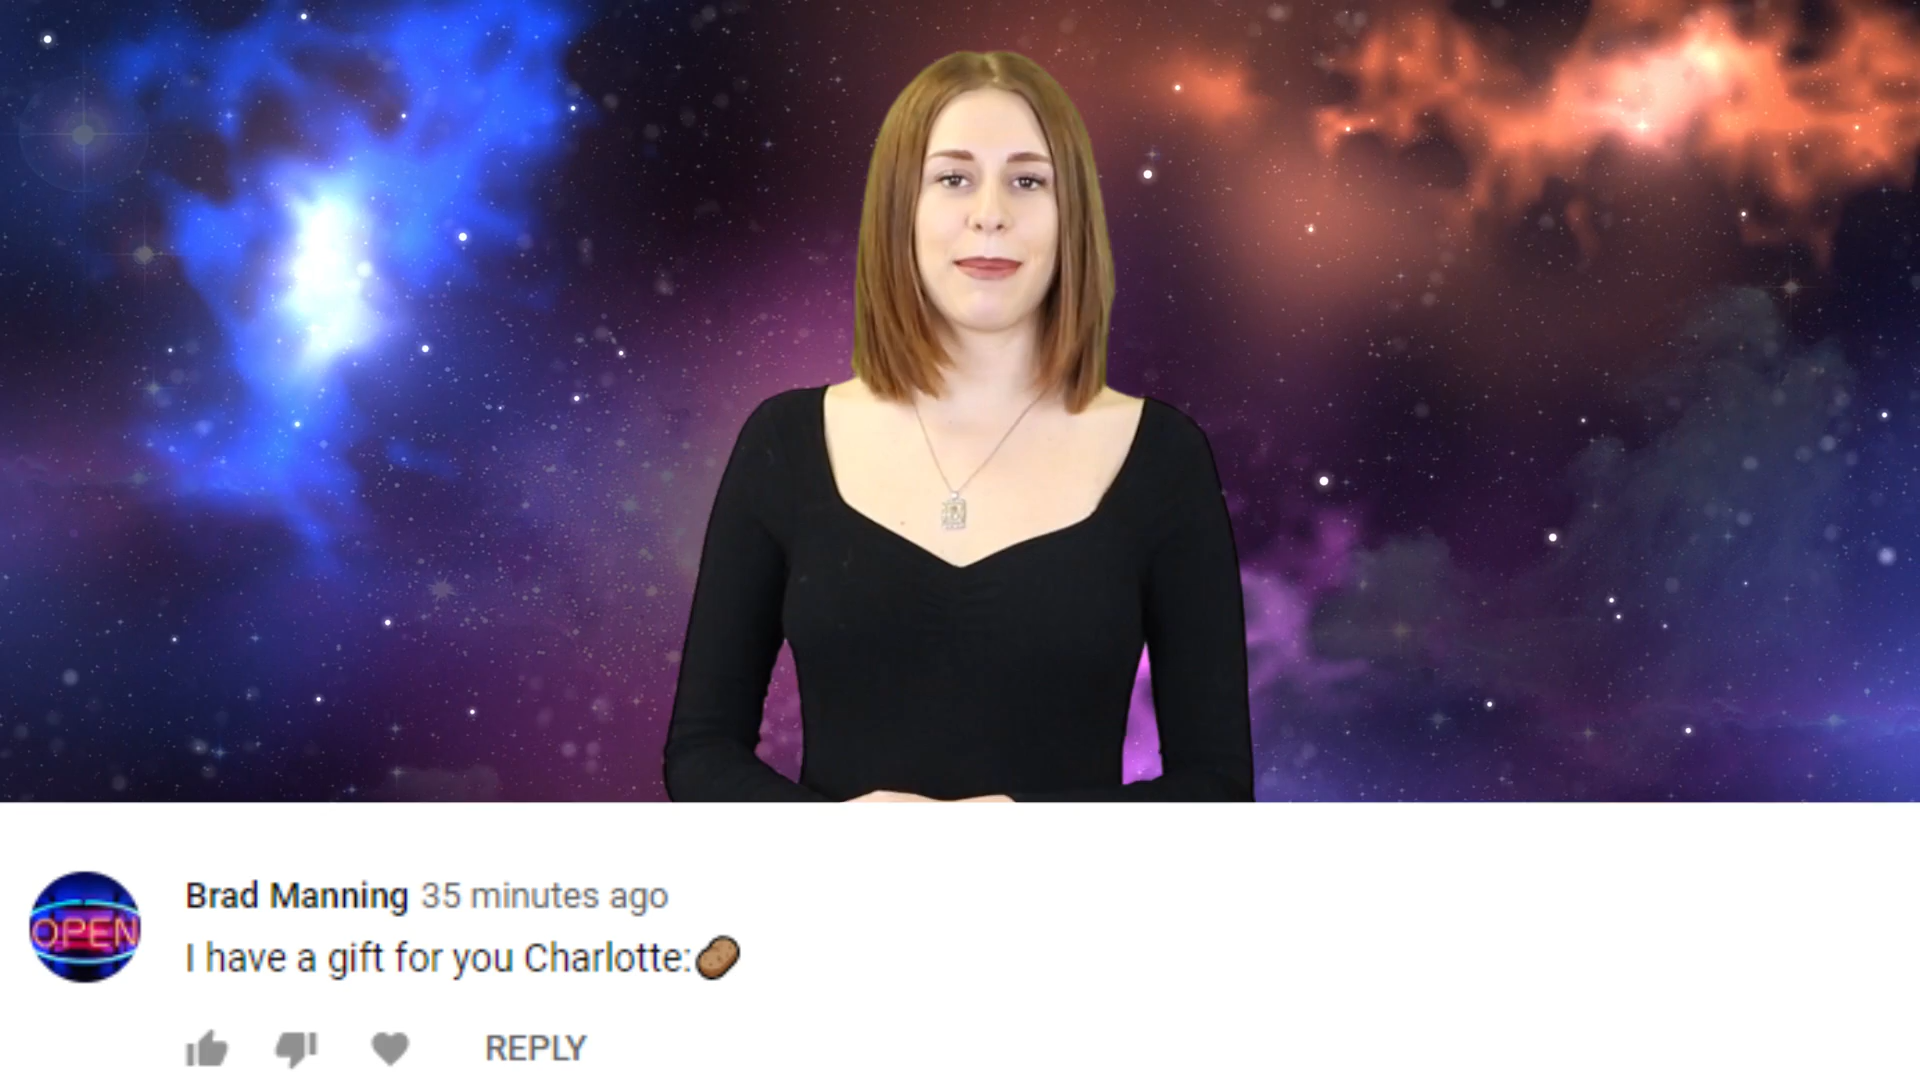 OPEN
Brad Manning 35 minutes ago
I have a gift for you Charlotte:🥔
REPLY